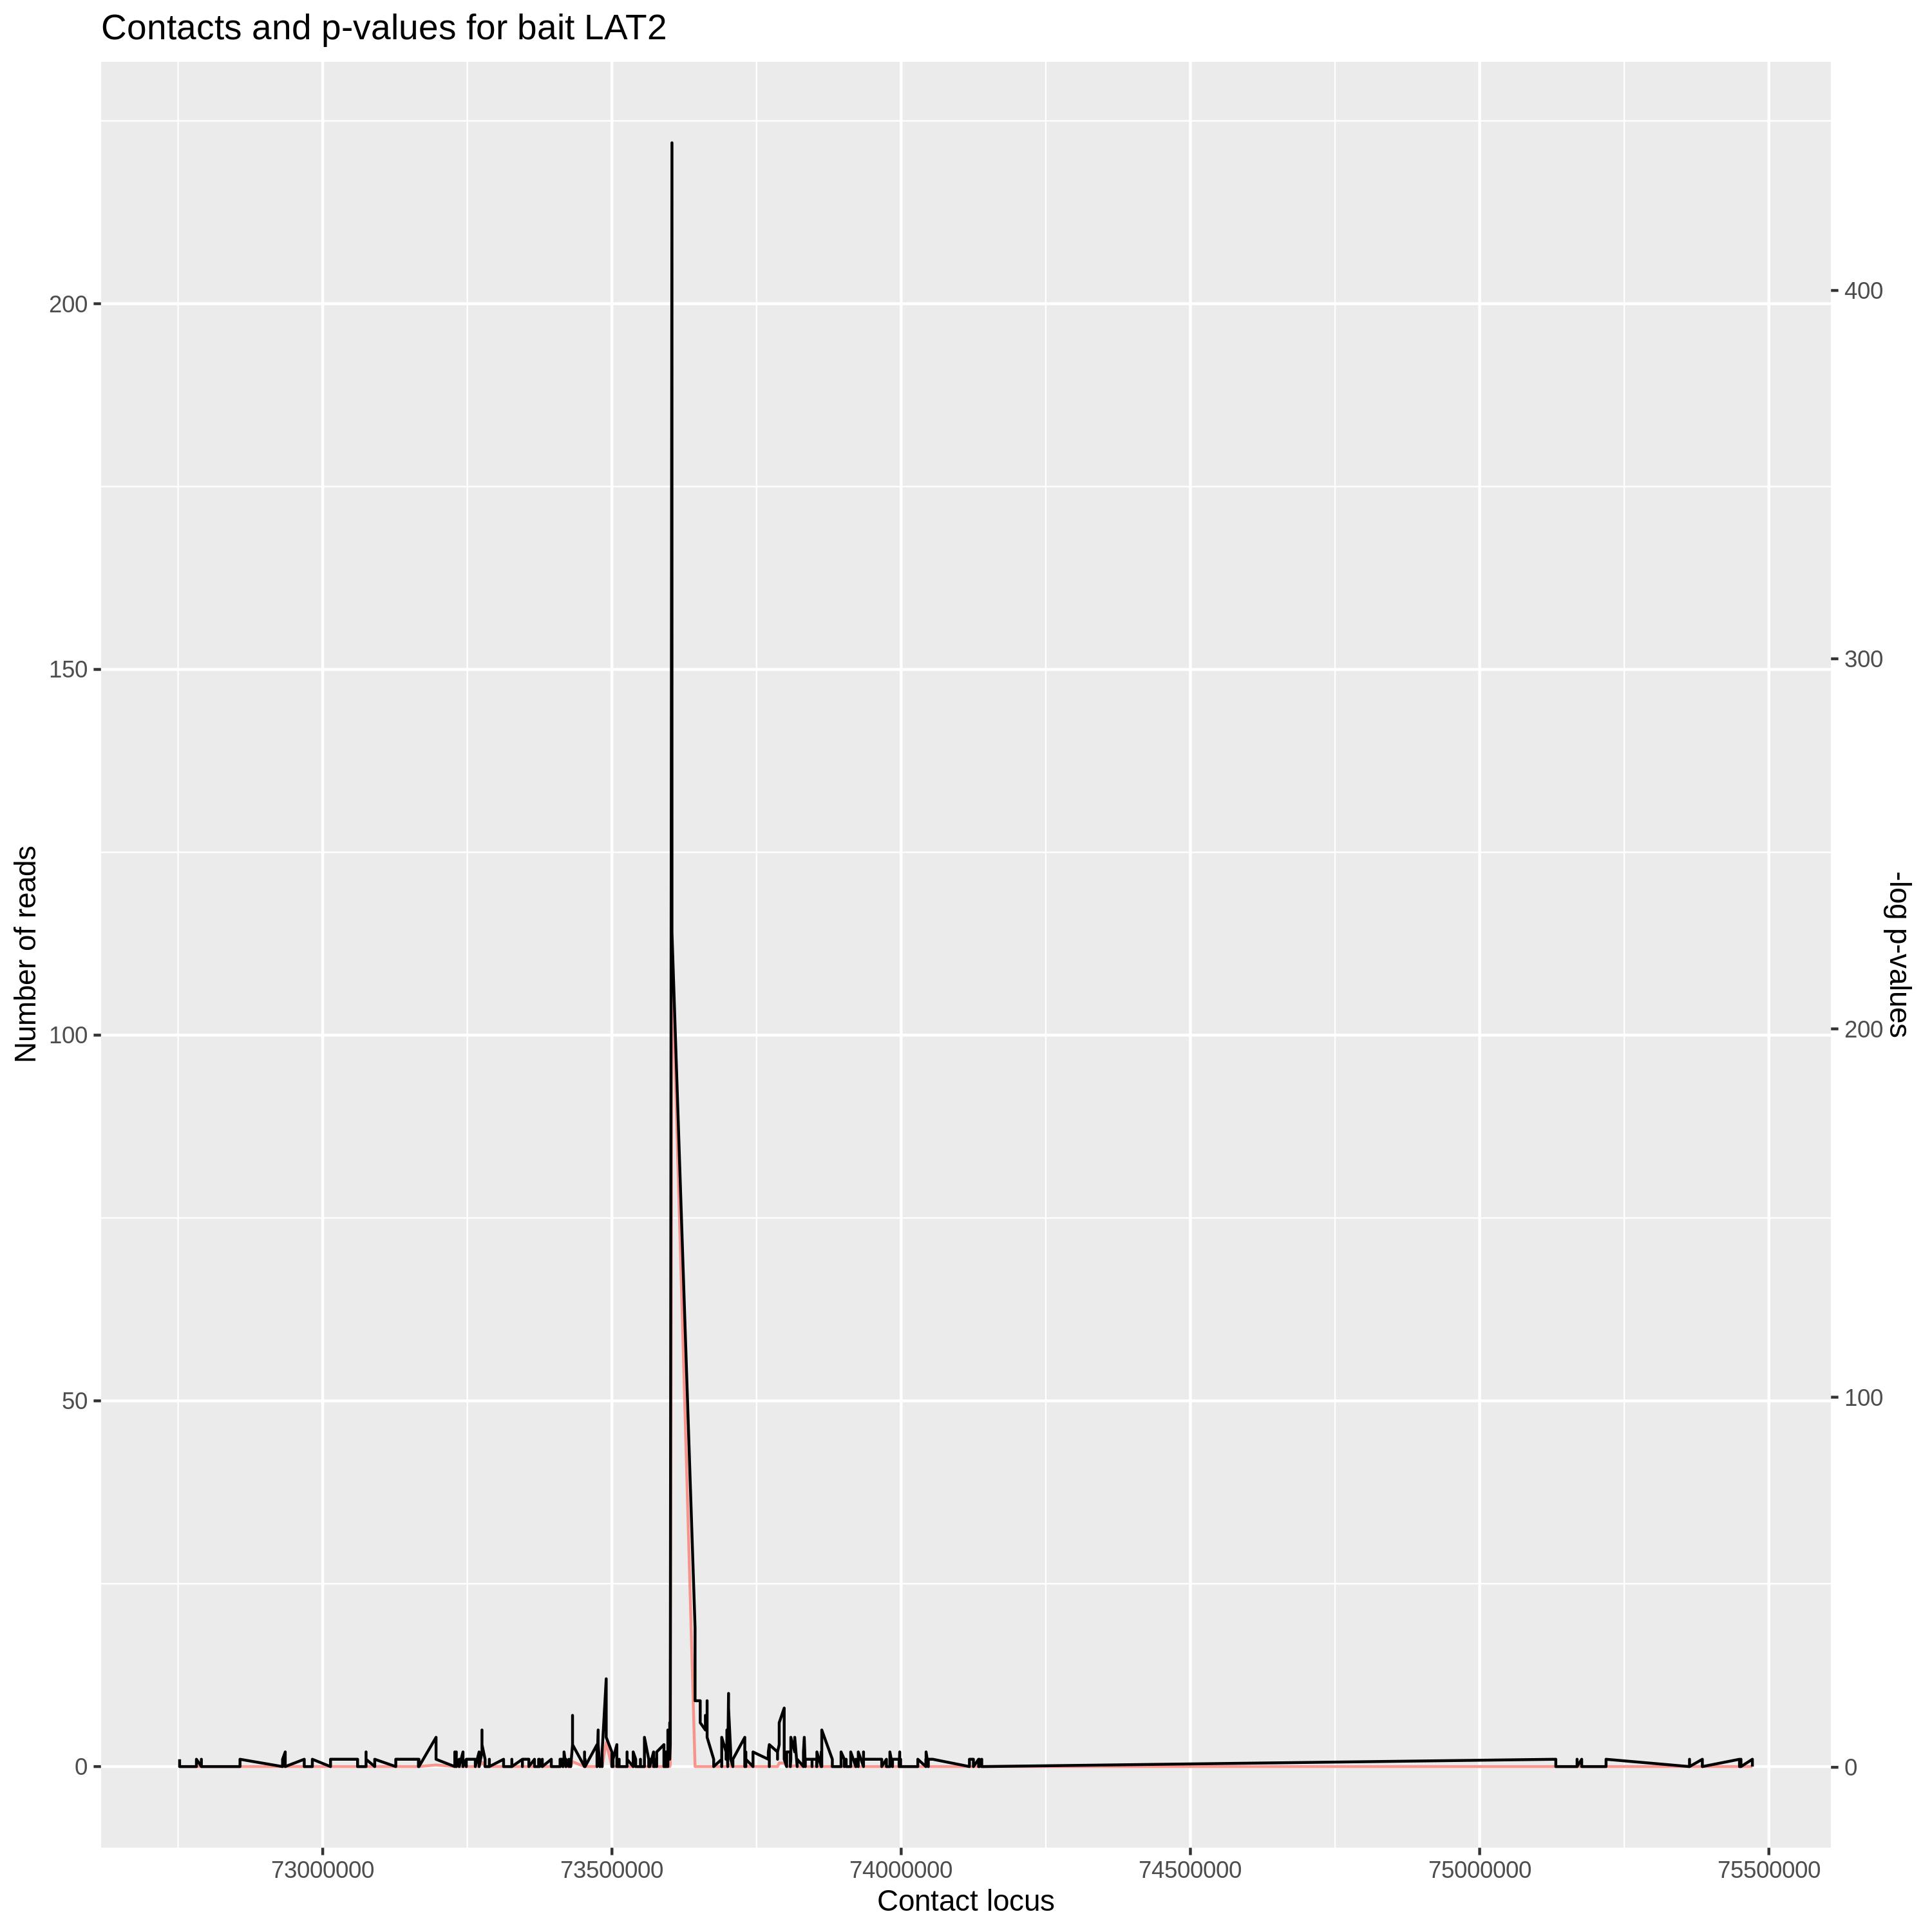 Contacts and p-values for bait LAT2
Number of reads
200
150
100
50
0
400
300
200
100
0
-log p-values
73000000 73500000 74000000 74500000 75000000 75500000
Contact locus